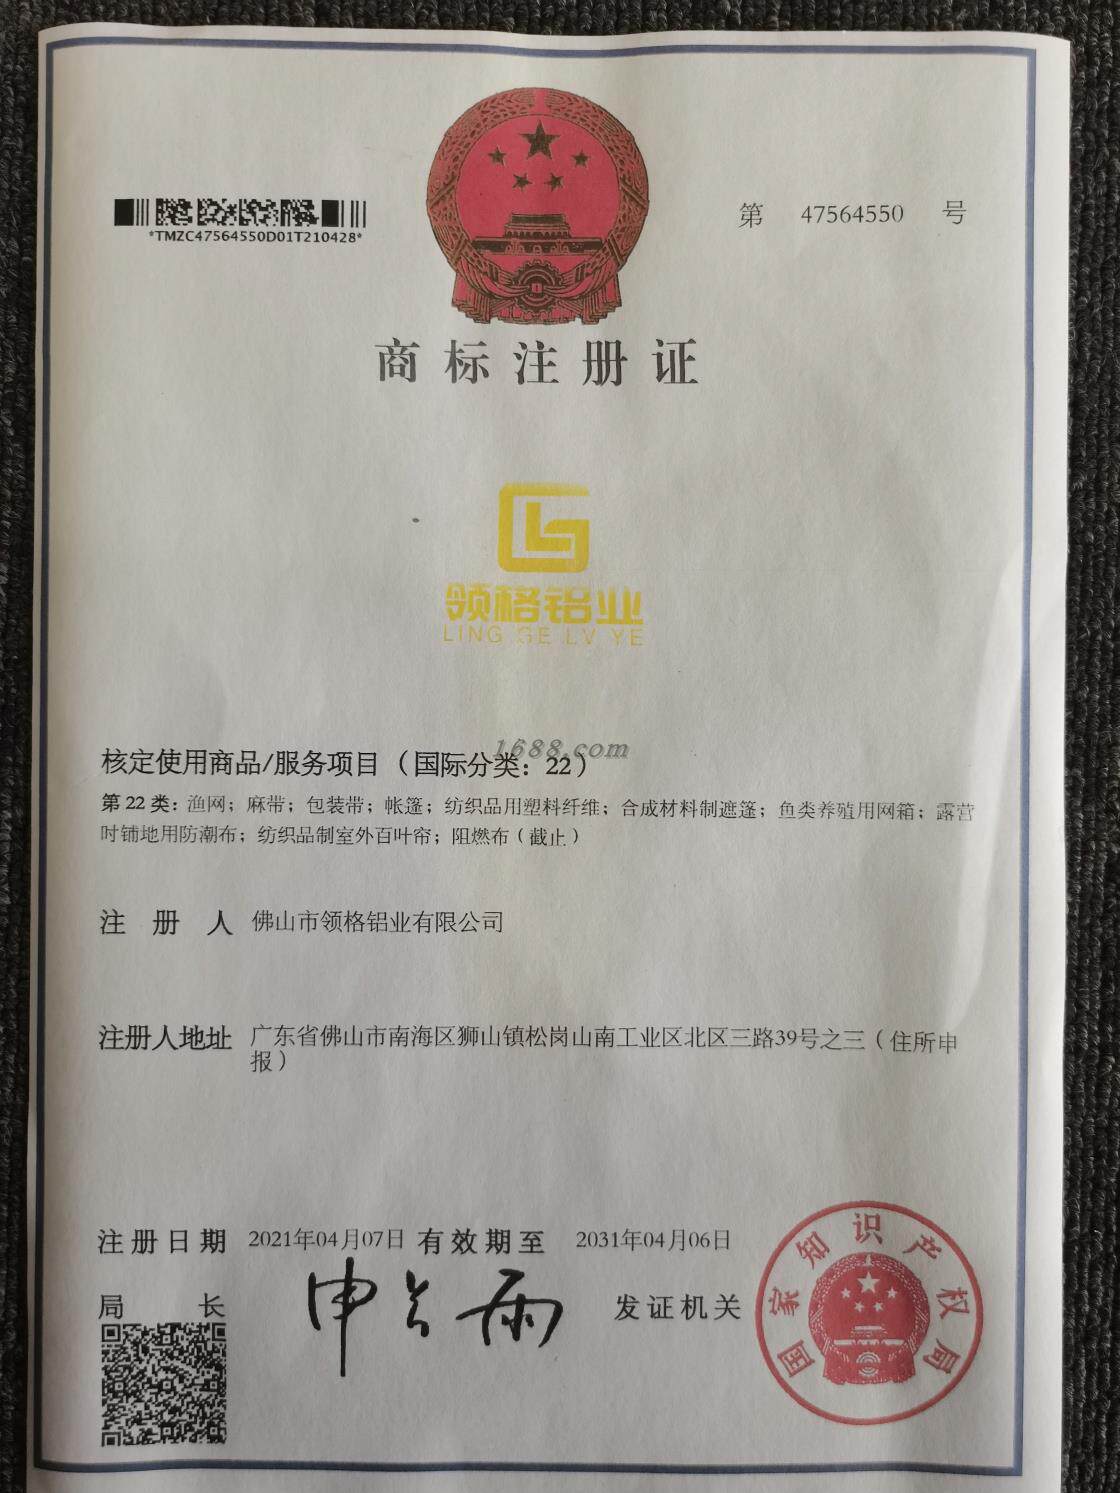 第 47564550 号
*TMZC47564550D01T210428*
商标注册证
领格铝业
LING GE LV YE
1688.com
核定使用商品/服务项目（国际分类：22）
第 22 类：渔网；麻带；包装带；帐篷；纺织品用塑料纤维；合成材料制遮篷；鱼类养殖用网箱；露营
时铺地用防潮布；纺织品制室外百叶帘；阻燃布（截止）
注册人 佛山市领格铝业有限公司
注册人地址 广东省佛山市南海区狮山镇松岗山南工业区北区三路39号之三（住所申
报）
注册日期 2021年04月07日 有效期至 2031年04月06日
局长 申长雨 发证机关
国家知识产权局